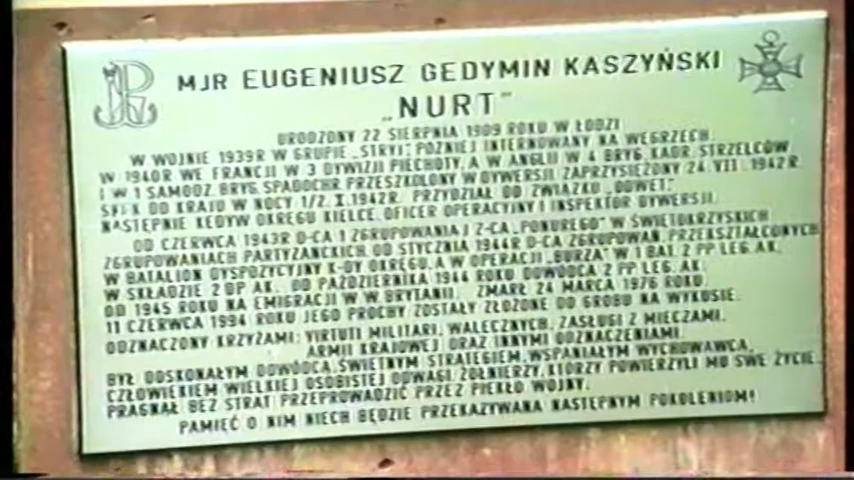 MJR EUGENIUSZ GEDYMIN KASZYŃSKI
„NURT"
URODZONY 22 SIERPNIA 1909 ROKU W ŁODZI
W WOJNIE 1939R W GRUPIE „STRYJ", PÓŹNIEJ INTERNOWANY NA WĘGRZECH.
W 1940R WE FRANCJI W 3 DYWIZJI PIECHOTY, A W ANGLII W 4 BRYG. KADR. STRZELCÓW
I W 1 SAMODZ. BRYG. SPADOCHR. PRZESZKOLONY W DYWERSJI. ZAPRZYSIĘŻONY 24.VII.1942R.
DO KRAJU W NOCY 1/2.X.1942R. PRZYDZIAŁ DO ZWIĄZKU „ODWET",
NASTĘPNIE KEDYW OKRĘGU KIELCE, OFICER OPERACYJNY I INSPEKTOR DYWERSJI.
OD CZERWCA 1943R D-CA 1 ZGRUPOWANIA I Z-CA „PONUREGO" W ŚWIĘTOKRZYSKICH
ZGRUPOWANIACH PARTYZANCKICH. OD STYCZNIA 1944R D-CA ZGRUPOWAŃ, PRZEKSZTAŁCONYCH
W BATALION DYSPOZYCYJNY K-DY OKRĘGU, A W OPERACJI „BURZA" W 1 BAL. 2 PP LEG. AK,
W SKŁADZIE 2 DP AK. OD PAŹDZIERNIKA 1944 ROKU DOWÓDCA 2 PP LEG. AK.
OD 1945 ROKU NA EMIGRACJI W W. BRYTANII. ZMARŁ 24 MARCA 1976 ROKU.
11 CZERWCA 1994 ROKU JEGO PROCHY ZOSTAŁY ZŁOŻONE DO GROBU NA WYKUSIE.
ODZNACZONY KRZYŻAMI: VIRTUTI MILITARI, WALECZNYCH, ZASŁUGI Z MIECZAMI,
ARMII KRAJOWEJ ORAZ INNYMI ODZNACZENIAMI.
BYŁ DOSKONAŁYM DOWÓDCĄ, ŚWIETNYM STRATEGIEM, WSPANIAŁYM WYCHOWAWCĄ,
CZŁOWIEKIEM WIELKIEJ OSOBISTEJ ODWAGI. ŻOŁNIERZY, KTÓRZY POWIERZYLI MU SWE ŻYCIE,
PRAGNĄŁ BEZ STRAT PRZEPROWADZIĆ PRZEZ PIEKŁO WOJNY.
PAMIĘĆ O NIM NIECH BĘDZIE PRZEKAZYWANA NASTĘPNYM POKOLENIOM!